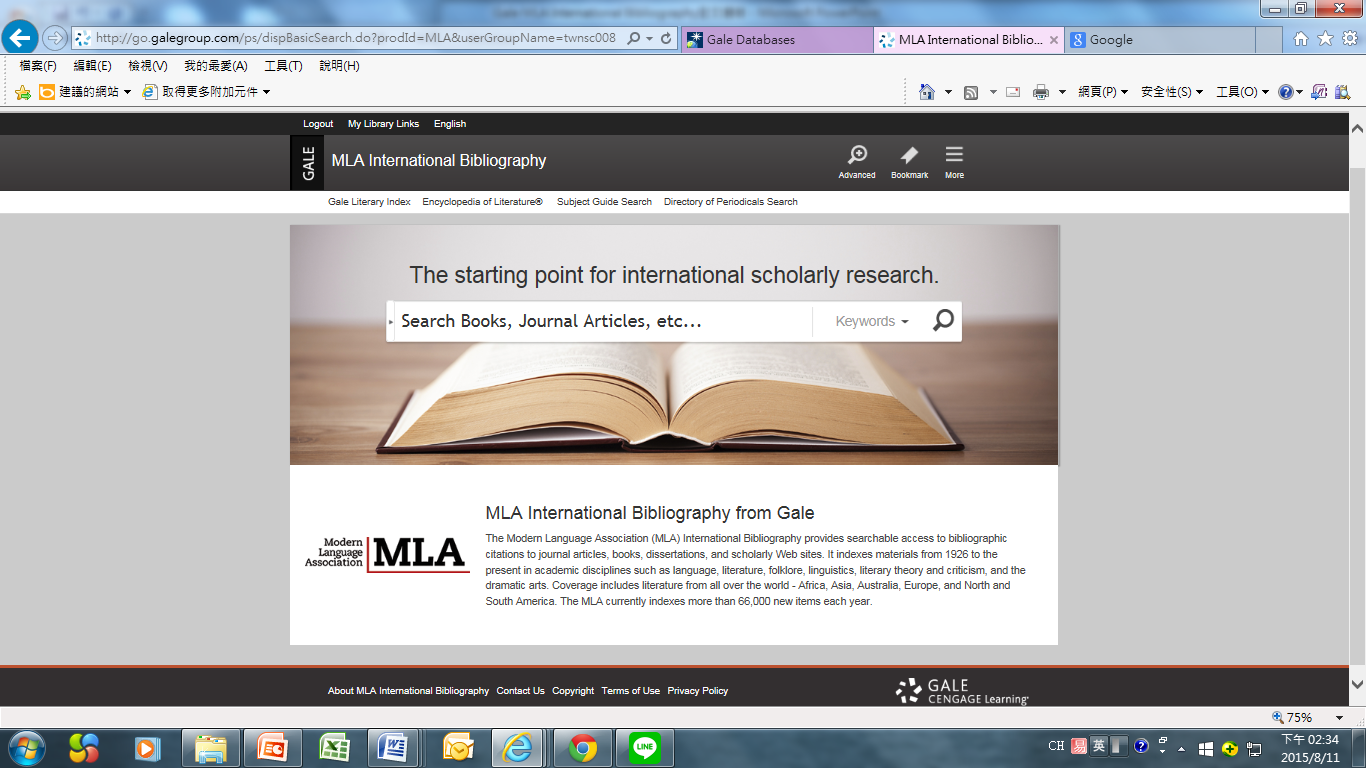 Gale MLA International Bibliography - Microsoft PowerPoint
http://go.galegroup.com/ps/dispBasicSearch.do?prodId=MLA&userGroupName=twnsc008
Gale Databases
MLA International Biblio...
Google
檔案(F) 編輯(E) 檢視(V) 我的最愛(A) 工具(T) 說明(H)
建議的網站 取得更多附加元件
網頁(P) 安全性(S) 工具(O)
Logout My Library Links English
GALE
MLA International Bibliography
Advanced Bookmark More
Gale Literary Index Encyclopedia of Literature® Subject Guide Search Directory of Periodicals Search
The starting point for international scholarly research.
Search Books, Journal Articles, etc...
Keywords
Modern
Language
Association
MLA
MLA International Bibliography from Gale
The Modern Language Association (MLA) International Bibliography provides searchable access to bibliographic
citations to journal articles, books, dissertations, and scholarly Web sites. It indexes materials from 1926 to the
present in academic disciplines such as language, literature, folklore, linguistics, literary theory and criticism, and the
dramatic arts. Coverage includes literature from all over the world - Africa, Asia, Australia, Europe, and North and
South America. The MLA currently indexes more than 66,000 new items each year.
About MLA International Bibliography Contact Us Copyright Terms of Use Privacy Policy
GALE
CENGAGE Learning
75%
LINE
CH 易 英
下午 02:34
2015/8/11